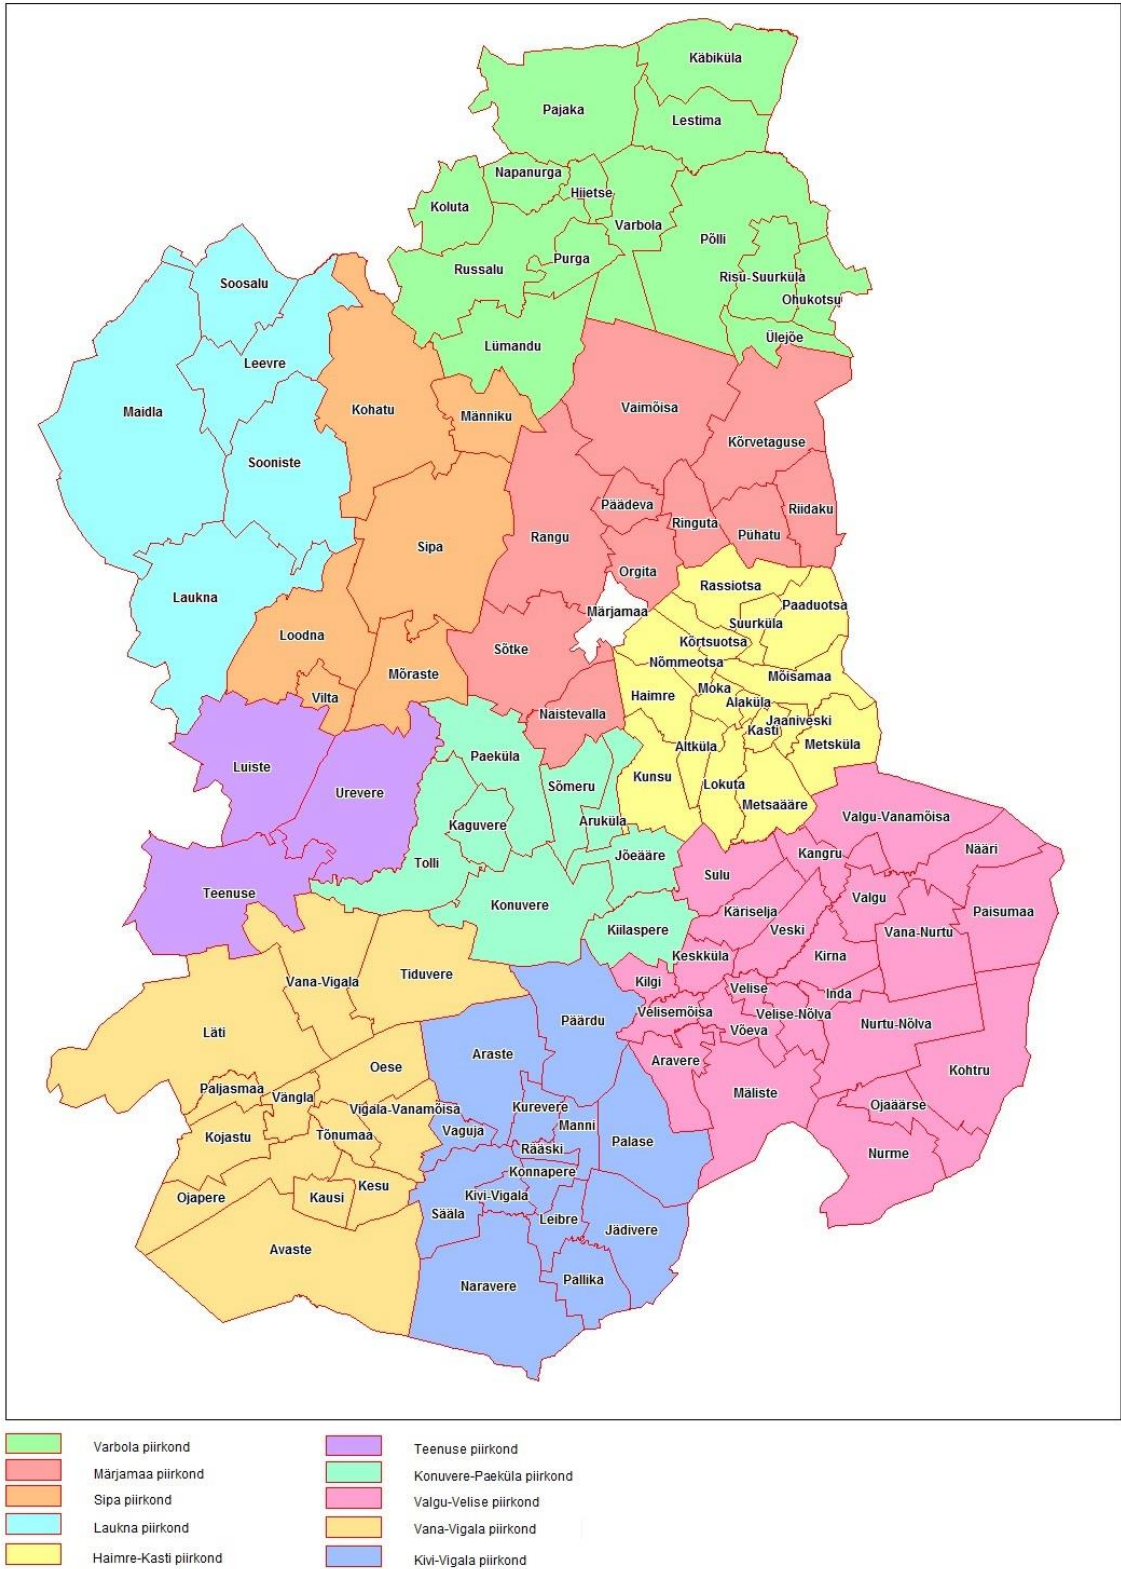 Käbiküla
Pajaka
Lestima
Napanurga
Hiietse
Koluta
Varbola
Põlli
Purga
Russalu
Risu-Suurküla
Soosalu
Ohukotsu
Ülejõe
Lümandu
Leevre
Maidla
Kohatu
Männiku
Vaimõisa
Kõrvetaguse
Sooniste
Päädeva
Riidaku
Ringuta
Pühatu
Rangu
Sipa
Orgita
Rassiotsa
Laukna
Paaduotsa
Märjamaa
Suurküla
Loodna
Kõrtsuotsa
Sõtke
Nõmmeotsa
Mõraste
Mõisamaa
Moka
Haimre
Vilta
Alaküla
Naistevalla
Jaaniveski
Kasti
Metsküla
Altküla
Paeküla
Luiste
Kunsu
Lokuta
Sõmeru
Urevere
Metsaääre
Valgu-Vanamõisa
Aruküla
Kaguvere
Nääri
Kangru
Jõeääre
Tolli
Sulu
Teenuse
Valgu
Konuvere
Käriselja
Paisumaa
Kiilaspere
Veski
Vana-Nurtu
Keskküla
Kirna
Tiduvere
Vana-Vigala
Kilgi
Velise
Inda
Velisemõisa
Velise-Nõlva
Päärdu
Nurtu-Nõlva
Võeva
Läti
Araste
Aravere
Oese
Kohtru
Paljasmaa
Mäliste
Vängla
Ojaäärse
Kurevere
Vigala-Vanamõisa
Manni
Vaguja
Tõnumaa
Kojastu
Palase
Rääski
Nurme
Konnapere
Kesu
Kivi-Vigala
Ojapere
Kausi
Sääla
Leibre
Jädivere
Avaste
Pallika
Naravere
Varbola piirkond
Märjamaa piirkond
Sipa piirkond
Laukna piirkond
Haimre-Kasti piirkond
Teenuse piirkond
Konuvere-Paeküla piirkond
Valgu-Velise piirkond
Vana-Vigala piirkond
Kivi-Vigala piirkond